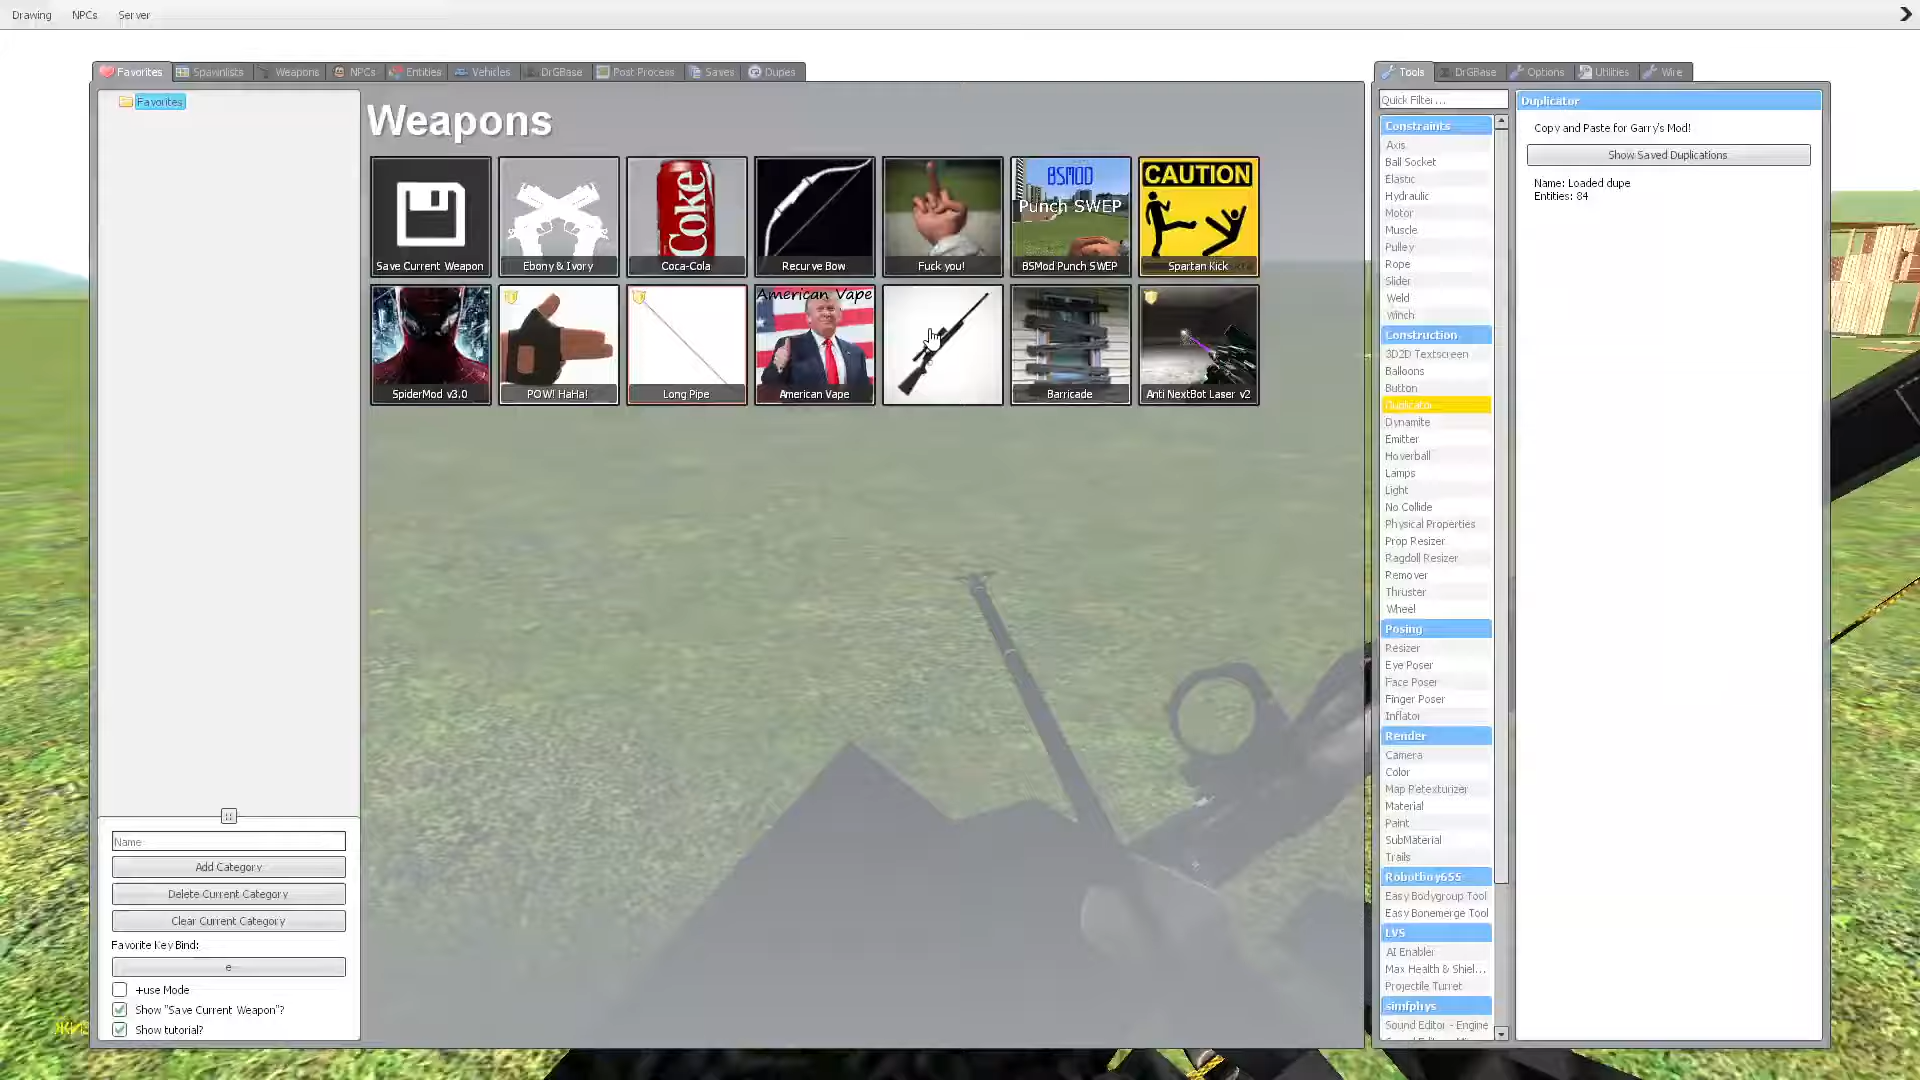 Drawing NPCs Server
Favorites Spawnlists Weapons NPCs Entities Vehicles DrGBase Post Process Saves Dupes
Tools DrGBase Options Utilities Wire
Favorites
Weapons
CAUTION
BSMOD
Punch SWEP
Coke
Save Current Weapon
Ebony & Ivory
Coca-Cola
Recurve Bow
Fuck you!
BSMod Punch SWEP
Spartan Kick
American Vape
SpiderMod v3.0
POW! HaHa!
Long Pipe
American Vape
Barricade
Anti NextBot Laser v2
Name
Add Category
Delete Current Category
Clear Current Category
Favorite Key Bind:
e
+use Mode
Show "Save Current Weapon"?
Show tutorial?
Quick Filter...
Constraints
Axis
Ball Socket
Elastic
Hydraulic
Motor
Muscle
Pulley
Rope
Slider
Weld
Winch
Construction
3D2D Textscreen
Balloons
Button
Duplicator
Dynamite
Emitter
Hoverball
Lamps
Light
No Collide
Physical Properties
Prop Resizer
Ragdoll Resizer
Remover
Thruster
Wheel
Posing
Resizer
Eye Poser
Face Poser
Finger Poser
Inflator
Render
Camera
Color
Map Retexturizer
Material
Paint
SubMaterial
Trails
Robotboy655
Easy Bodygroup Tool
Easy Bonemerge Tool
LVS
AI Enabler
Max Health & Shiel...
Projectile Turret
simfphys
Sound Editor - Engine
Duplicator
Copy and Paste for Garry's Mod!
Show Saved Duplications
Name: Loaded dupe
Entities: 84